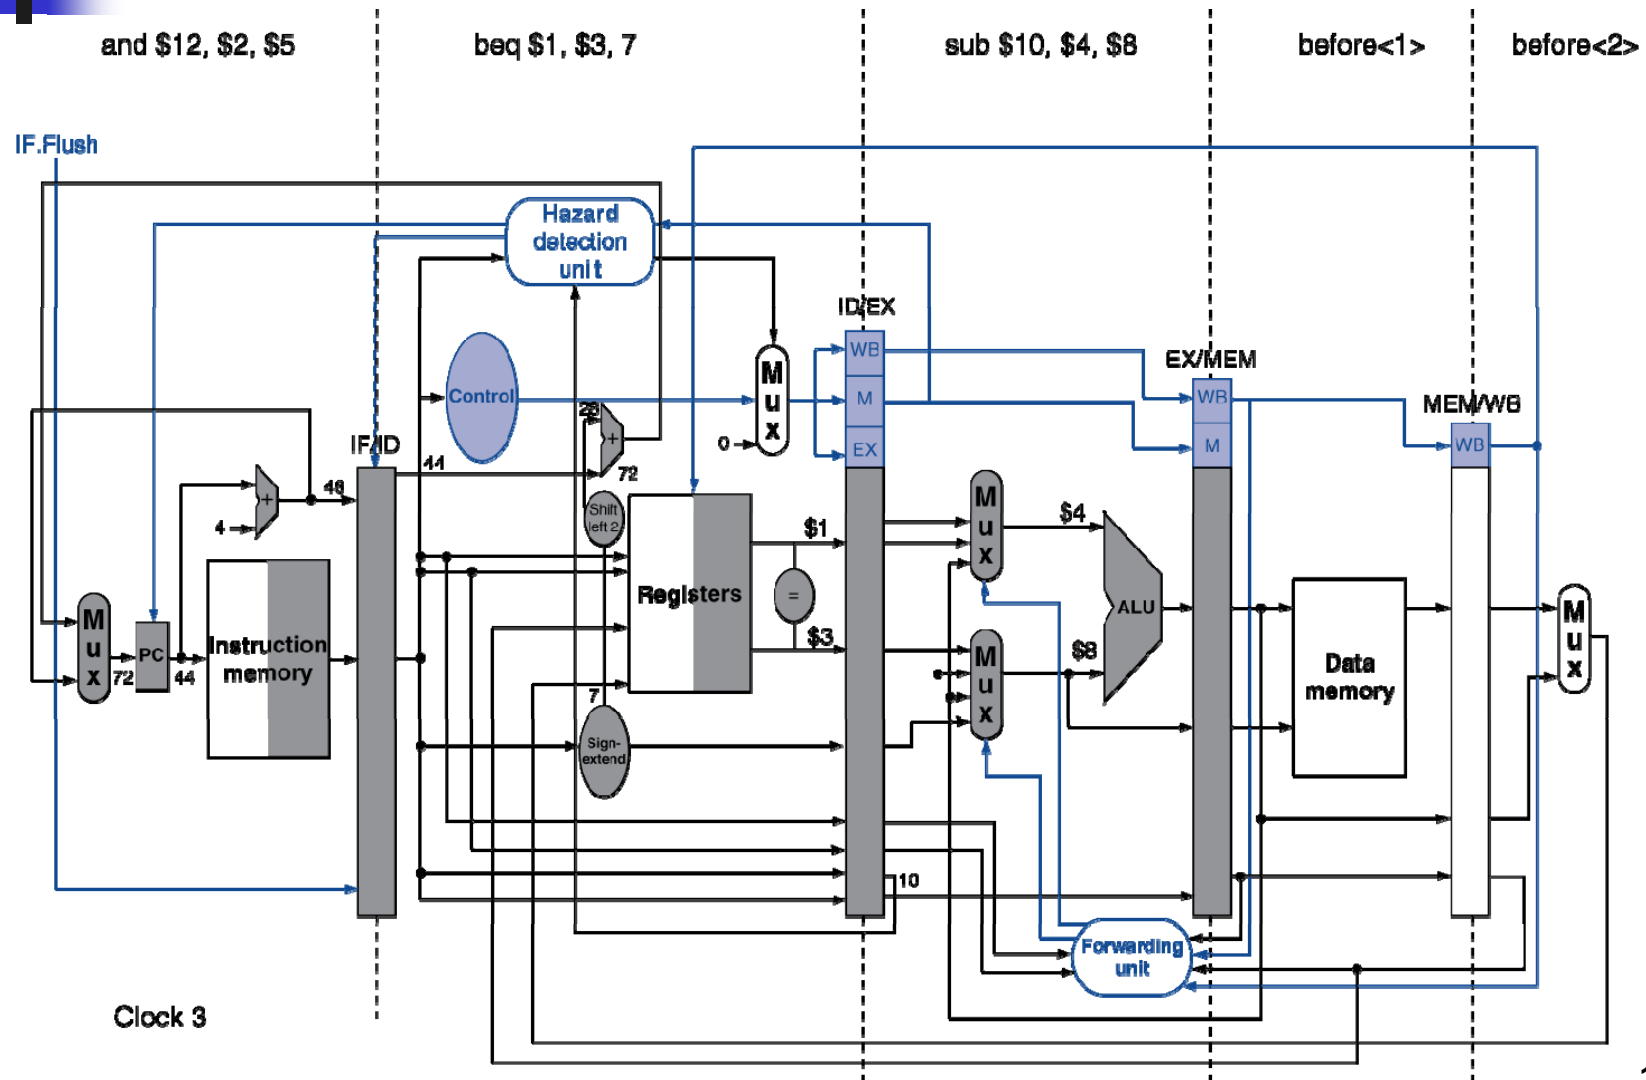 and $12, $2, $5
beq $1, $3, 7
sub $10, $4, $8
before<1>
before<2>
IF.Flush
Hazard
detection
unit
ID/EX
WB
M
EX
Control
Mux
0
EX/MEM
WB
M
MEM/WB
WB
IF/ID
44
28
+
72
48
+
4
Shift
left 2
Registers
$1
=
$3
Mux
$4
Mux
$8
ALU
Mux
PC
72
44
Instruction
memory
Data
memory
Mux
7
Sign-
extend
10
Forwarding
unit
Clock 3